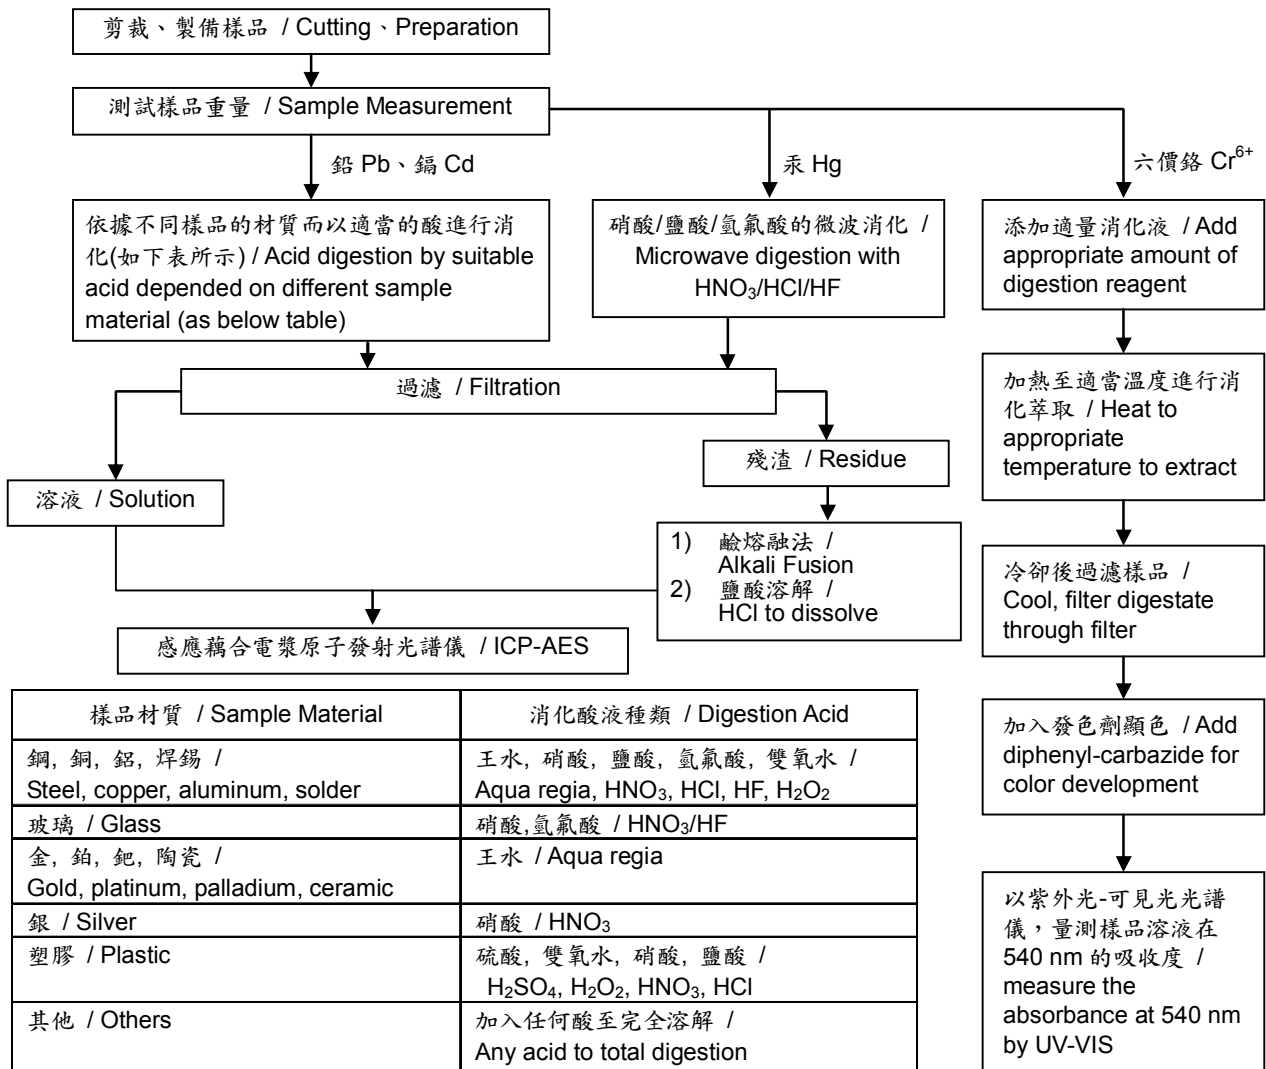 剪裁、製備樣品 / Cutting、Preparation
測試樣品重量 / Sample Measurement
鉛 Pb、鎘 Cd
汞 Hg
六價鉻 Cr⁶⁺
依據不同樣品的材質而以適當的酸進行消
化(如下表所示) / Acid digestion by suitable
acid depended on different sample
material (as below table)
硝酸/鹽酸/氫氟酸的微波消化 /
Microwave digestion with
HNO₃/HCl/HF
添加適量消化液 / Add
appropriate amount of
digestion reagent
過濾 / Filtration
加熱至適當溫度進行消
化萃取 / Heat to
appropriate
temperature to extract
溶液 / Solution
殘渣 / Residue
1) 鹼熔融法 /
Alkali Fusion
2) 鹽酸溶解 /
HCl to dissolve
冷卻後過濾樣品 /
Cool, filter digestate
through filter
感應藕合電漿原子發射光譜儀 / ICP-AES
加入發色劑顯色 / Add
diphenyl-carbazide for
color development
以紫外光-可見光光譜
儀，量測樣品溶液在
540 nm 的吸收度 /
measure the
absorbance at 540 nm
by UV-VIS
樣品材質 / Sample Material
消化酸液種類 / Digestion Acid
鋼, 銅, 鋁, 焊錫 /
Steel, copper, aluminum, solder
王水, 硝酸, 鹽酸, 氫氟酸, 雙氧水 /
Aqua regia, HNO₃, HCl, HF, H₂O₂
玻璃 / Glass
硝酸,氫氟酸 / HNO₃/HF
金, 鉑, 鈀, 陶瓷 /
Gold, platinum, palladium, ceramic
王水 / Aqua regia
銀 / Silver
硝酸 / HNO₃
塑膠 / Plastic
硫酸, 雙氧水, 硝酸, 鹽酸 /
H₂SO₄, H₂O₂, HNO₃, HCl
其他 / Others
加入任何酸至完全溶解 /
Any acid to total digestion